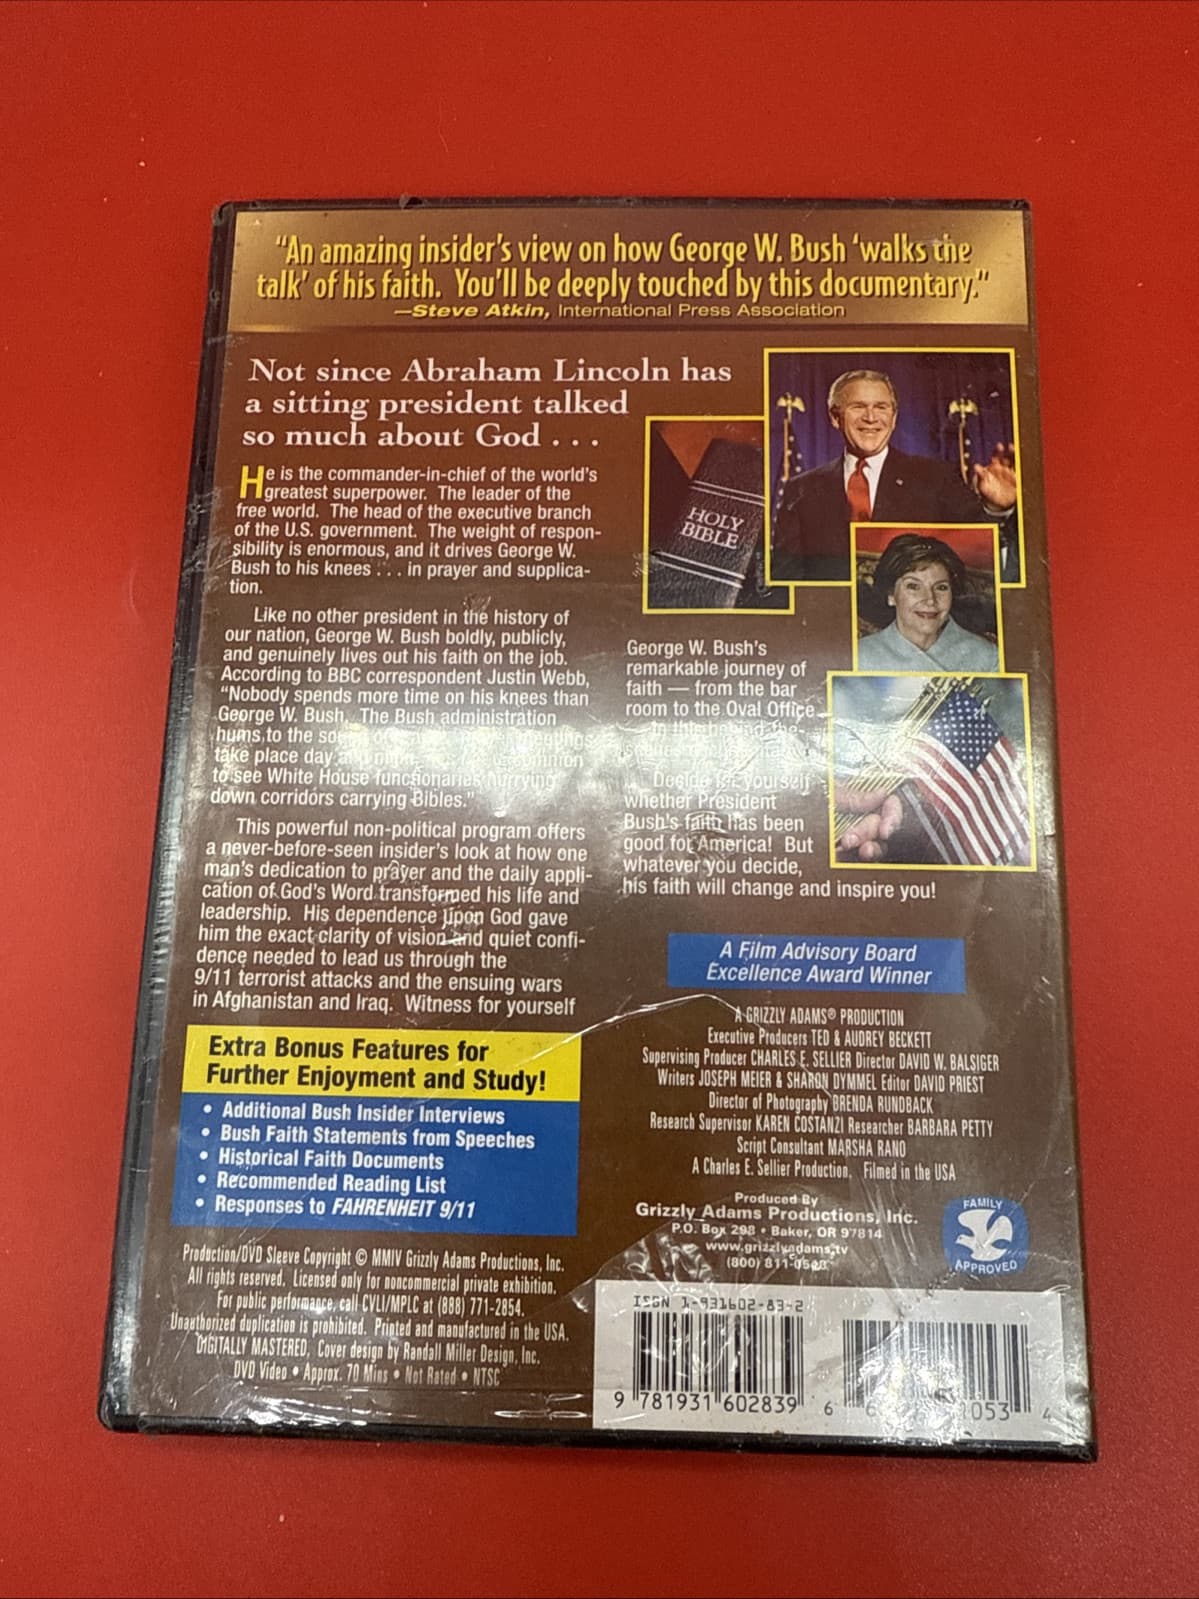 “An amazing insider's view on how George W. Bush ‘walks the
talk’ of his faith. You'll be deeply touched by this documentary.”
—Steve Atkin, International Press Association
Not since Abraham Lincoln has
a sitting president talked
so much about God . . .
He is the commander-in-chief of the world's
greatest superpower. The leader of the
free world. The head of the executive branch
of the U.S. government. The weight of respon-
sibility is enormous, and it drives George W.
Bush to his knees . . . in prayer and supplica-
tion.
Like no other president in the history of
our nation, George W. Bush boldly, publicly,
and genuinely lives out his faith on the job.
According to BBC correspondent Justin Webb,
“Nobody spends more time on his knees than
George W. Bush. The Bush administration
hums to the
take place day
to see White House functionaries hurrying
down corridors carrying Bibles.”
This powerful non-political program offers
a never-before-seen insider's look at how one
man's dedication to prayer and the daily appli-
cation of God's Word transformed his life and
leadership. His dependence upon God gave
him the exact clarity of vision and quiet confi-
dence needed to lead us through the
9/11 terrorist attacks and the ensuing wars
in Afghanistan and Iraq. Witness for yourself
HOLY
BIBLE
George W. Bush's
remarkable journey of
faith — from the bar
room to the Oval Office
in this behind-the-
Decide for yourself
whether President
Bush's faith has been
good for America! But
whatever you decide,
his faith will change and inspire you!
A Film Advisory Board
Excellence Award Winner
A GRIZZLY ADAMS® PRODUCTION
Executive Producers TED & AUDREY BECKETT
Supervising Producer CHARLES E. SELLIER Director DAVID W. BALSIGER
Writers JOSEPH MEIER & SHARON DYMMEL Editor DAVID PRIEST
Director of Photography BRENDA RUNDBACK
Research Supervisor KAREN COSTANZI Researcher BARBARA PETTY
Script Consultant MARSHA RANO
A Charles E. Sellier Production. Filmed in the USA
Produced By
Grizzly Adams Productions, Inc.
P.O. Box 298 • Baker, OR 97814
www.grizzlyadams.tv
(800)
FAMILY
APPROVED
Extra Bonus Features for
Further Enjoyment and Study!
• Additional Bush Insider Interviews
• Bush Faith Statements from Speeches
• Historical Faith Documents
• Recommended Reading List
• Responses to FAHRENHEIT 9/11
Production/DVD Sleeve Copyright © MMIV Grizzly Adams Productions, Inc.
All rights reserved. Licensed only for noncommercial private exhibition.
For public performance, call CVLI/MPLC at (888) 771-2854.
Unauthorized duplication is prohibited. Printed and manufactured in the USA.
DIGITALLY MASTERED. Cover design by Randall Miller Design, Inc.
DVD Video • Approx. 70 Mins • Not Rated • NTSC
ISBN 1-931602-83-2
9 781931 602839